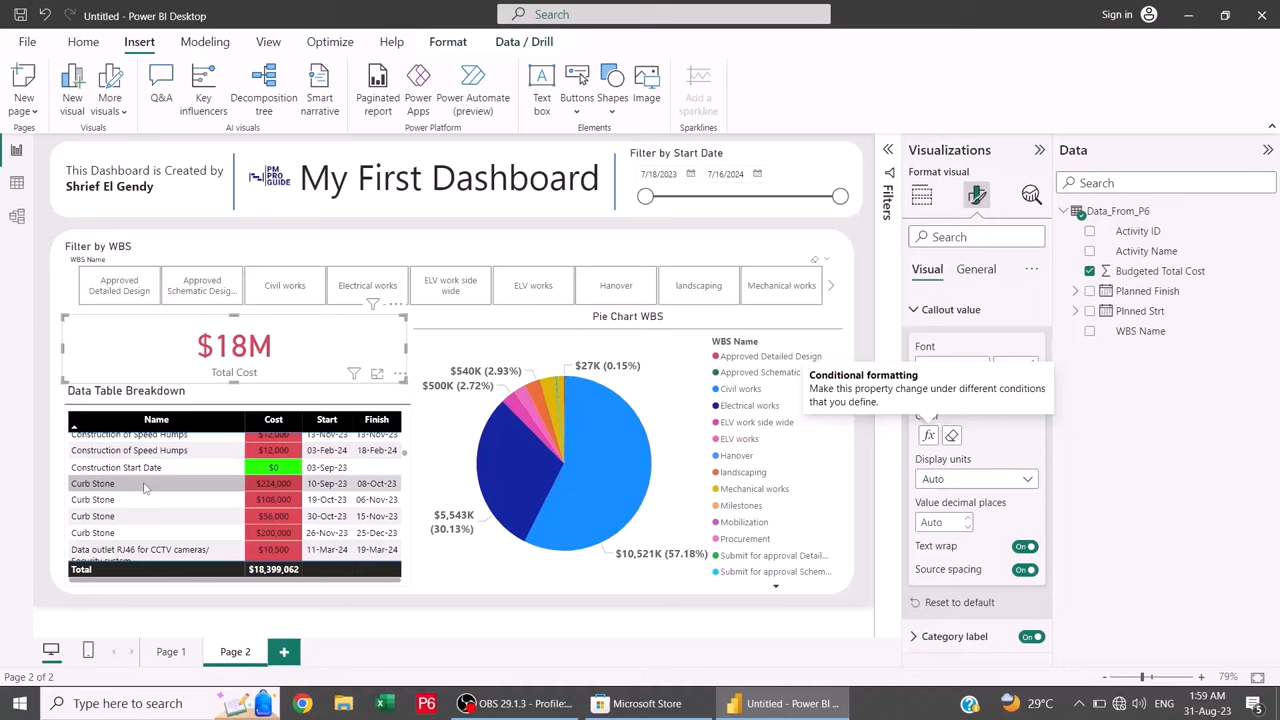 Untitled - Power BI Desktop
Search
Sign in
File
Home
Insert
Modeling
View
Optimize
Help
Format
Data / Drill
New page
New visual
More visuals
Q&A
Key influencers
Decomposition tree
Smart narrative
Paginated report
Power Apps
Power Automate (preview)
Text box
Buttons
Shapes
Image
Add a sparkline
Pages
Visuals
AI visuals
Power Platform
Elements
Sparklines
This Dashboard is Created by
Shrief El Gendy
PM
PRO
GUIDE
My First Dashboard
Filter by Start Date
7/18/2023
7/16/2024
Filter by WBS
WBS Name
Approved Detailed Design
Approved Schematic Desig...
Civil works
Electrical works
ELV work side wide
ELV works
Hanover
landscaping
Mechanical works
$18M
Total Cost
Data Table Breakdown
Name Cost Start Finish
Construction of Speed Humps $12,000 13-Nov-23 13-Nov-23
Construction of Speed Humps $12,000 03-Feb-24 18-Feb-24
Construction Start Date $0 03-Sep-23
Curb Stone $224,000 10-Sep-23 08-Oct-23
Curb Stone $108,000 19-Oct-23 06-Nov-23
Curb Stone $56,000 30-Oct-23 15-Nov-23
Curb Stone $200,000 26-Nov-23 25-Dec-23
Data outlet RJ46 for CCTV cameras/ $10,500 11-Mar-24 19-Mar-24
Total $18,399,062
Pie Chart WBS
$540K (2.93%)
$500K (2.72%)
$27K (0.15%)
$5,543K
(30.13%)
$10,521K (57.18%)
WBS Name
Approved Detailed Design
Approved Schematic
Civil works
Electrical works
ELV work side wide
ELV works
Hanover
landscaping
Mechanical works
Milestones
Mobilization
Procurement
Submit for approval Detail...
Submit for approval Schem...
Filters
Visualizations
Format visual
Search
Visual
General
Callout value
Font
Conditional formatting
Make this property change under different conditions
that you define.
fx
Display units
Auto
Value decimal places
Auto
Text wrap
On
Source spacing
On
Reset to default
Category label
On
Data
Search
Data_From_P6
Activity ID
Activity Name
Budgeted Total Cost
Planned Finish
Plnned Strt
WBS Name
Page 1
Page 2
Page 2 of 2
79%
Type here to search
OBS 29.1.3 - Profile:...
Microsoft Store
Untitled - Power BI ...
29°C
1:59 AM
31-Aug-23